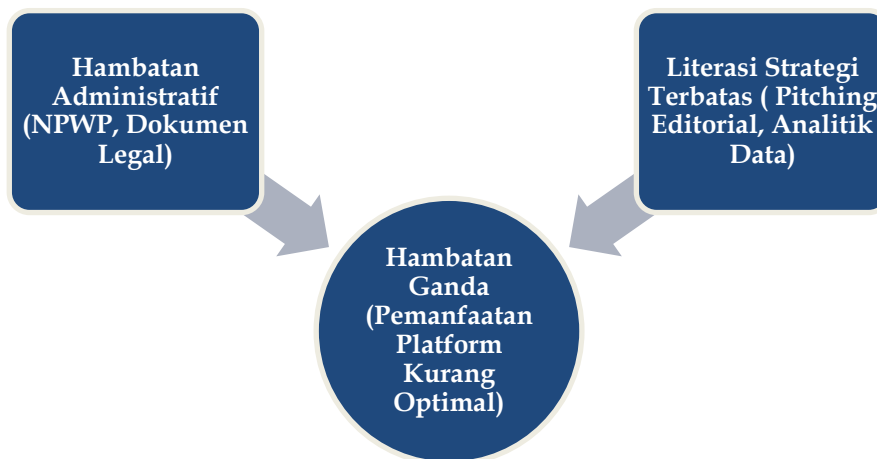 Hambatan
Administratif
(NPWP, Dokumen
Legal)
Literasi Strategi
Terbatas ( Pitching
Editorial, Analitik
Data)
Hambatan
Ganda
(Pemanfaatan
Platform
Kurang
Optimal)